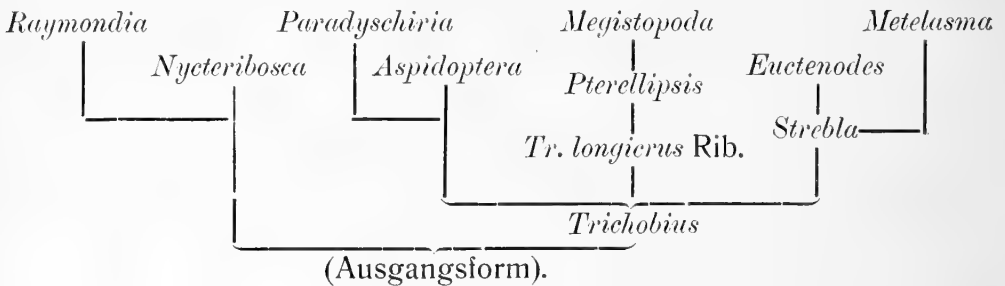 Raymondia Paradyschiria Megistopoda Metelasma
Nycteribosca Aspidoptera Euctenodes
Pterellipsis
Strebla
Tr. longicrus Rib.
Trichobius
(Ausgangsform).